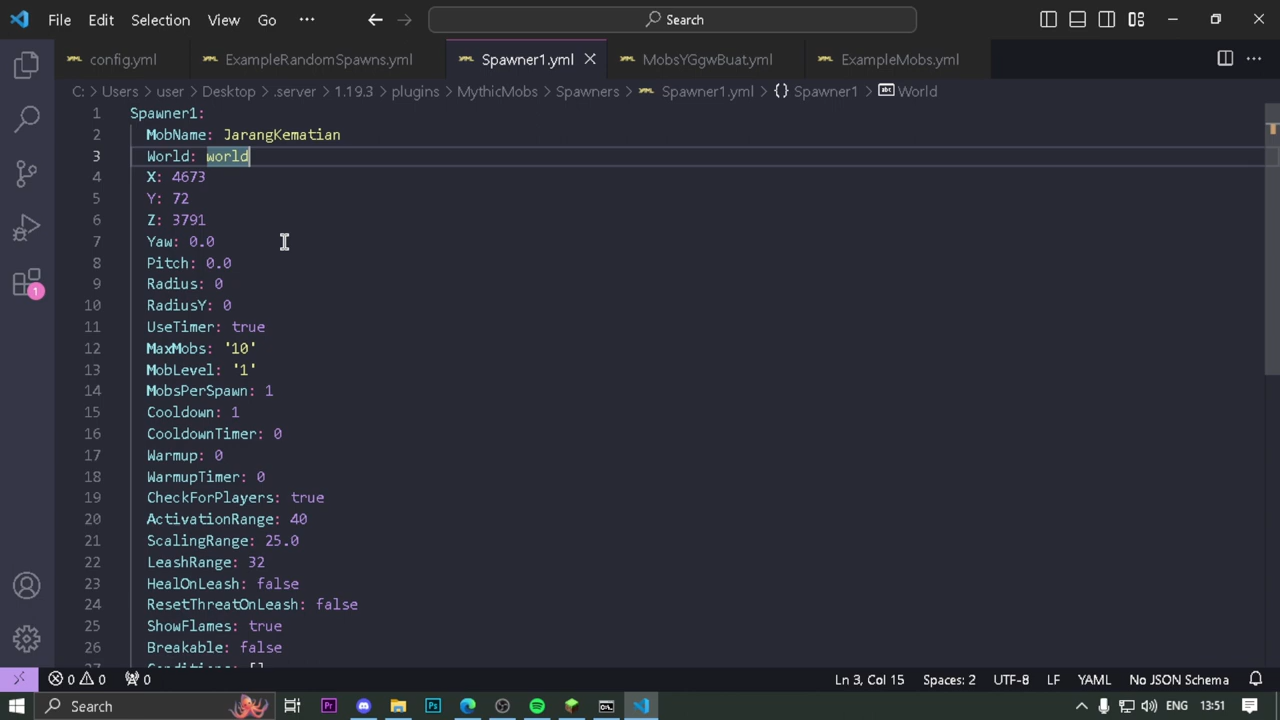 File Edit Selection View Go ··· Search
config.yml ExampleRandomSpawns.yml Spawner1.yml MobsYGgwBuat.yml ExampleMobs.yml
C: > Users > user > Desktop > .server > 1.19.3 > plugins > MythicMobs > Spawners > Spawner1.yml > {} Spawner1 > abc World
1 Spawner1:
2 MobName: JarangKematian
3 World: world
4 X: 4673
5 Y: 72
6 Z: 3791
7 Yaw: 0.0
8 Pitch: 0.0
9 Radius: 0
10 RadiusY: 0
11 UseTimer: true
12 MaxMobs: '10'
13 MobLevel: '1'
14 MobsPerSpawn: 1
15 Cooldown: 1
16 CooldownTimer: 0
17 Warmup: 0
18 WarmupTimer: 0
19 CheckForPlayers: true
20 ActivationRange: 40
21 ScalingRange: 25.0
22 LeashRange: 32
23 HealOnLeash: false
24 ResetThreatOnLeash: false
25 ShowFlames: true
26 Breakable: false
27 Conditions: []
1
0 0 0 Ln 3, Col 15 Spaces: 2 UTF-8 LF YAML No JSON Schema
Search Pr Ps ENG 13:51